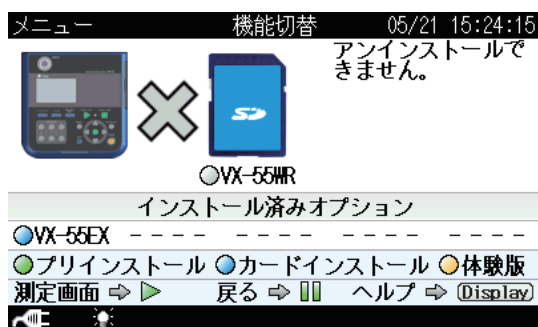 メニュー 機能切替 05/21 15:24:15
アンインストールで
きません。
SD
VX-55WR
インストール済みオプション
VX-55EX ---- ---- ---- ----
プリインストール カードインストール 体験版
測定画面 ⇨ ▷ 戻る ⇨ ▯▯ ヘルプ ⇨ Display